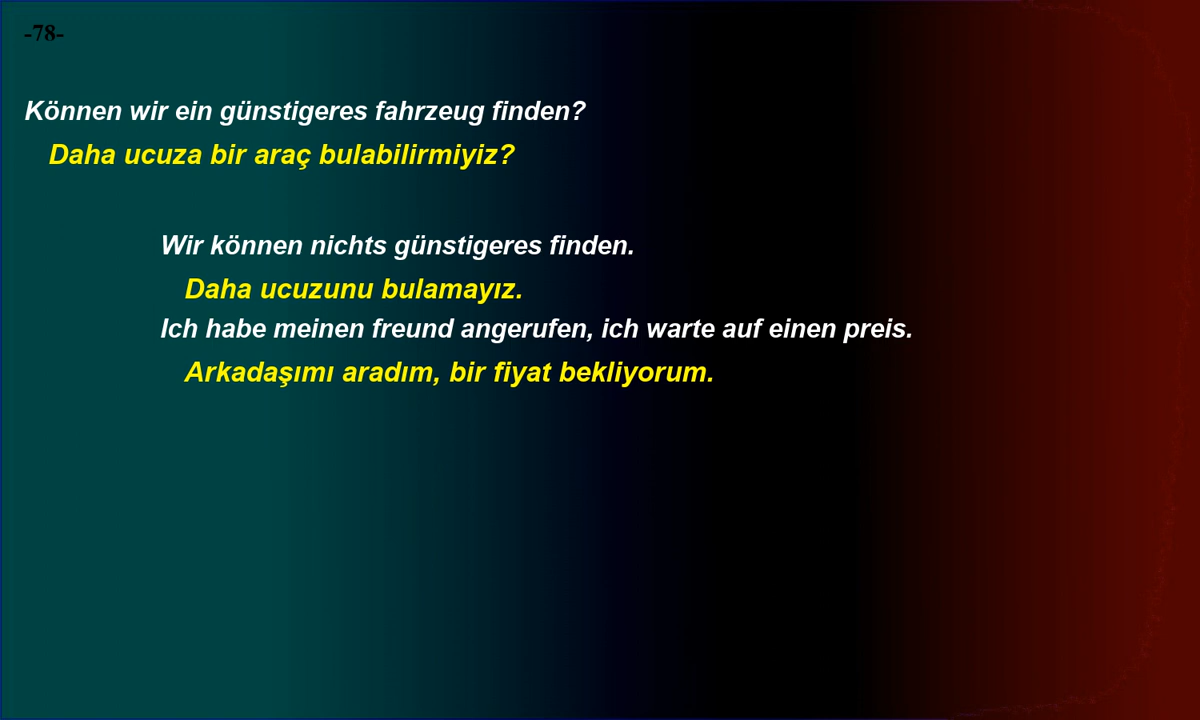 -78-
Können wir ein günstigeres fahrzeug finden?
Daha ucuza bir araç bulabilirmiyiz?
Wir können nichts günstigeres finden.
Daha ucuzunu bulamayız.
Ich habe meinen freund angerufen, ich warte auf einen preis.
Arkadaşımı aradım, bir fiyat bekliyorum.